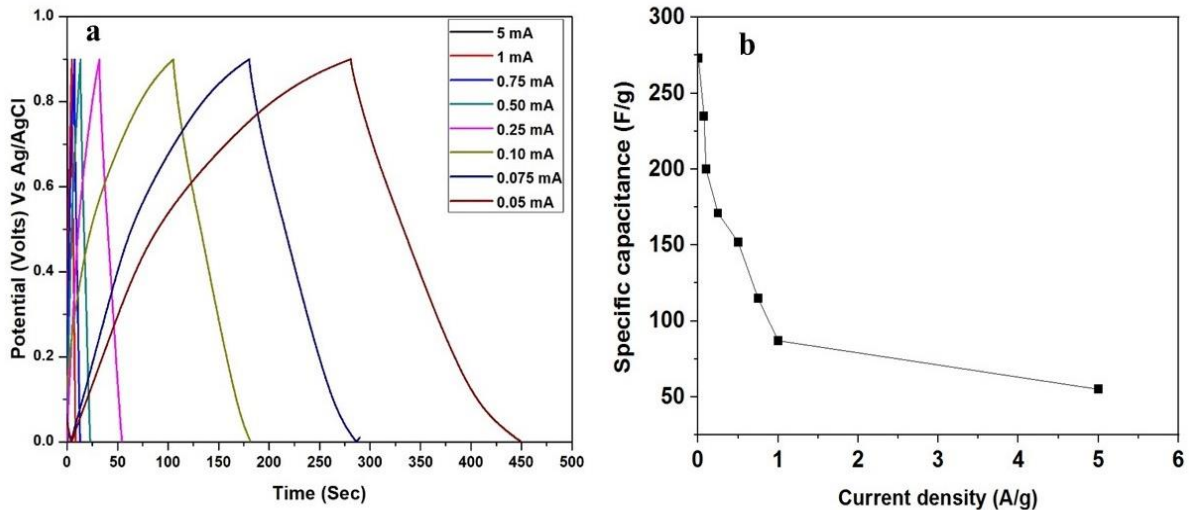 a
Potential (Volts) Vs Ag/AgCl
1.0
0.8
0.6
0.4
0.2
0.0
5 mA
1 mA
0.75 mA
0.50 mA
0.25 mA
0.10 mA
0.075 mA
0.05 mA
0 50 100 150 200 250 300 350 400 450 500
Time (Sec)
b
Specific capacitance (F/g)
300
250
200
150
100
50
0 1 2 3 4 5 6
Current density (A/g)